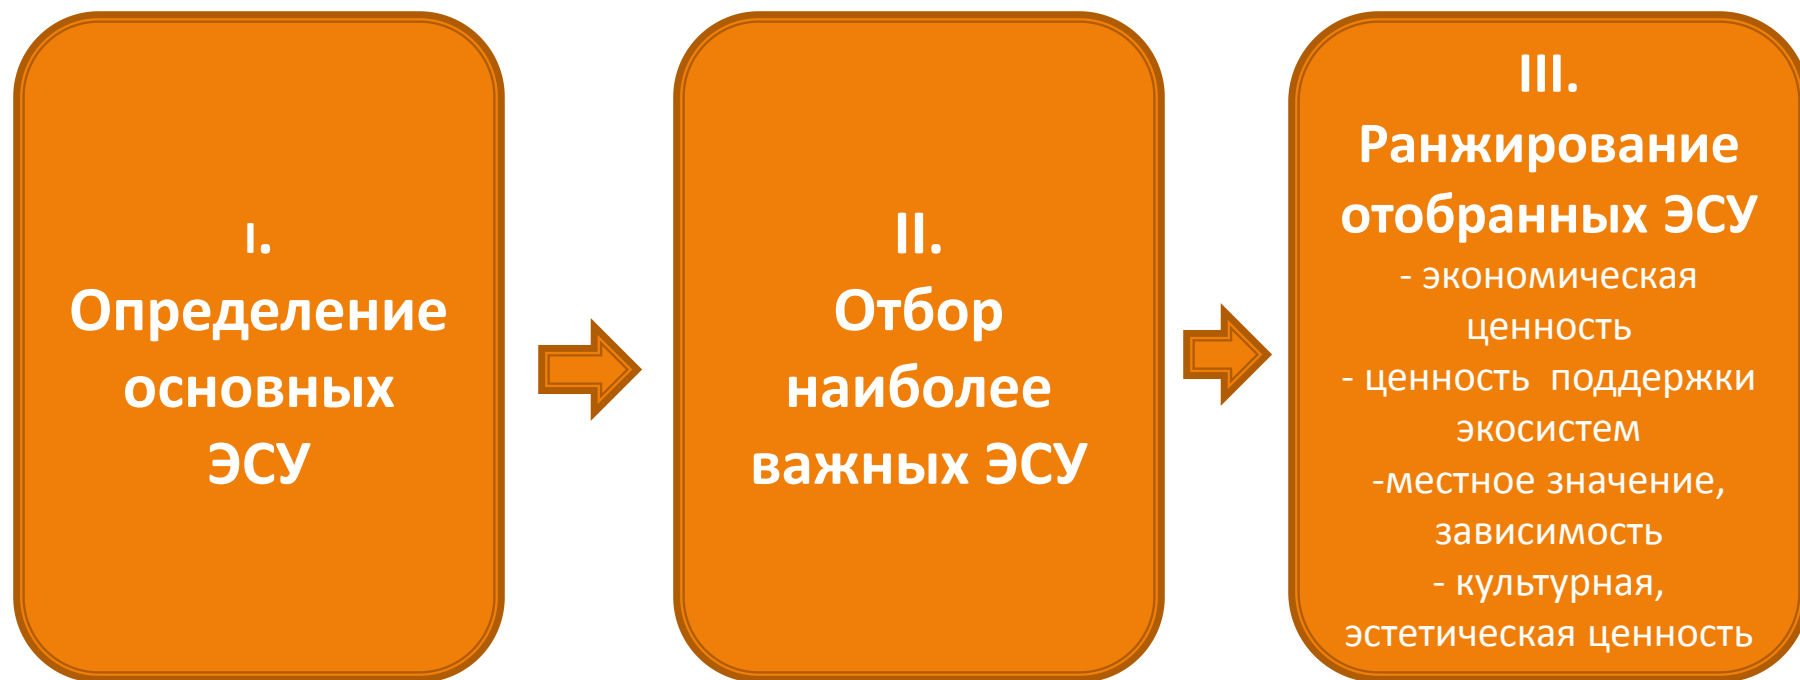 I.
Определение
основных
ЭСУ
II.
Отбор
наиболее
важных ЭСУ
III.
Ранжирование
отобранных ЭСУ
- экономическая
ценность
- ценность  поддержки
экосистем
-местное значение,
зависимость
- культурная,
эстетическая ценность